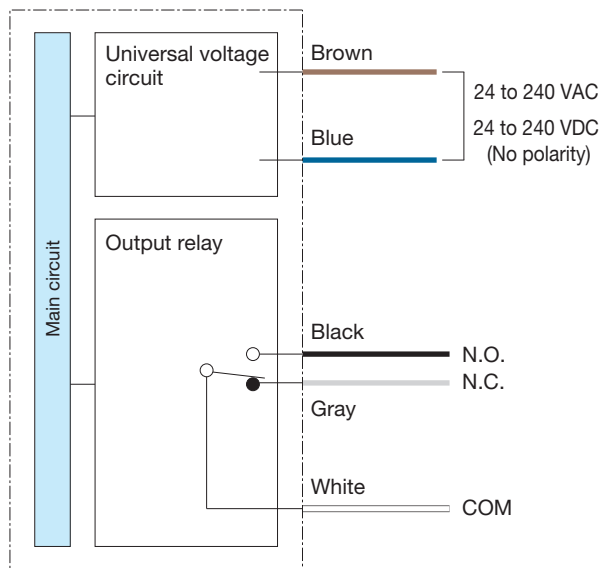 Universal voltage
circuit
Brown
24 to 240 VAC
24 to 240 VDC
(No polarity)
Blue
Main circuit
Output relay
Black
N.O.
N.C.
Gray
White
COM